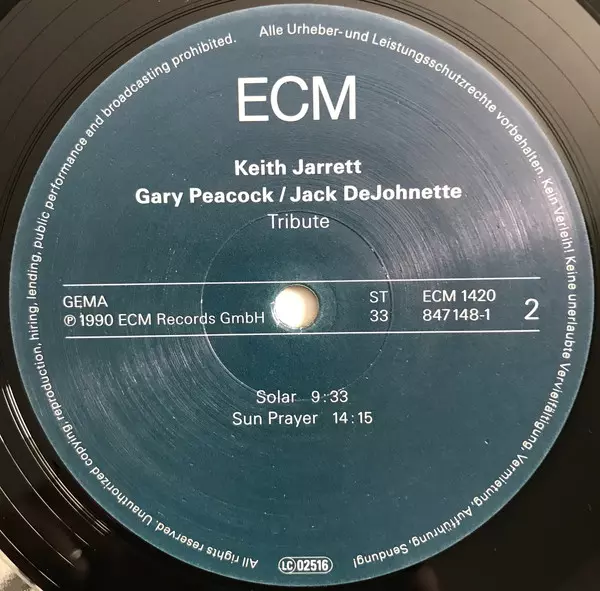 ECM
Keith Jarrett
Gary Peacock / Jack DeJohnette
Tribute
GEMA
℗ 1990 ECM Records GmbH
ST
33
ECM 1420
847 148-1
2
Solar 9:33
Sun Prayer 14:15
Alle Urheber- und Leistungsschutzrechte vorbehalten. Kein Verleih! Keine unerlaubte Vervielfältigung, Vermietung, Aufführung, Sendung!
All rights reserved. Unauthorized copying, reproduction, hiring, lending, public performance and broadcasting prohibited.
LC 02516